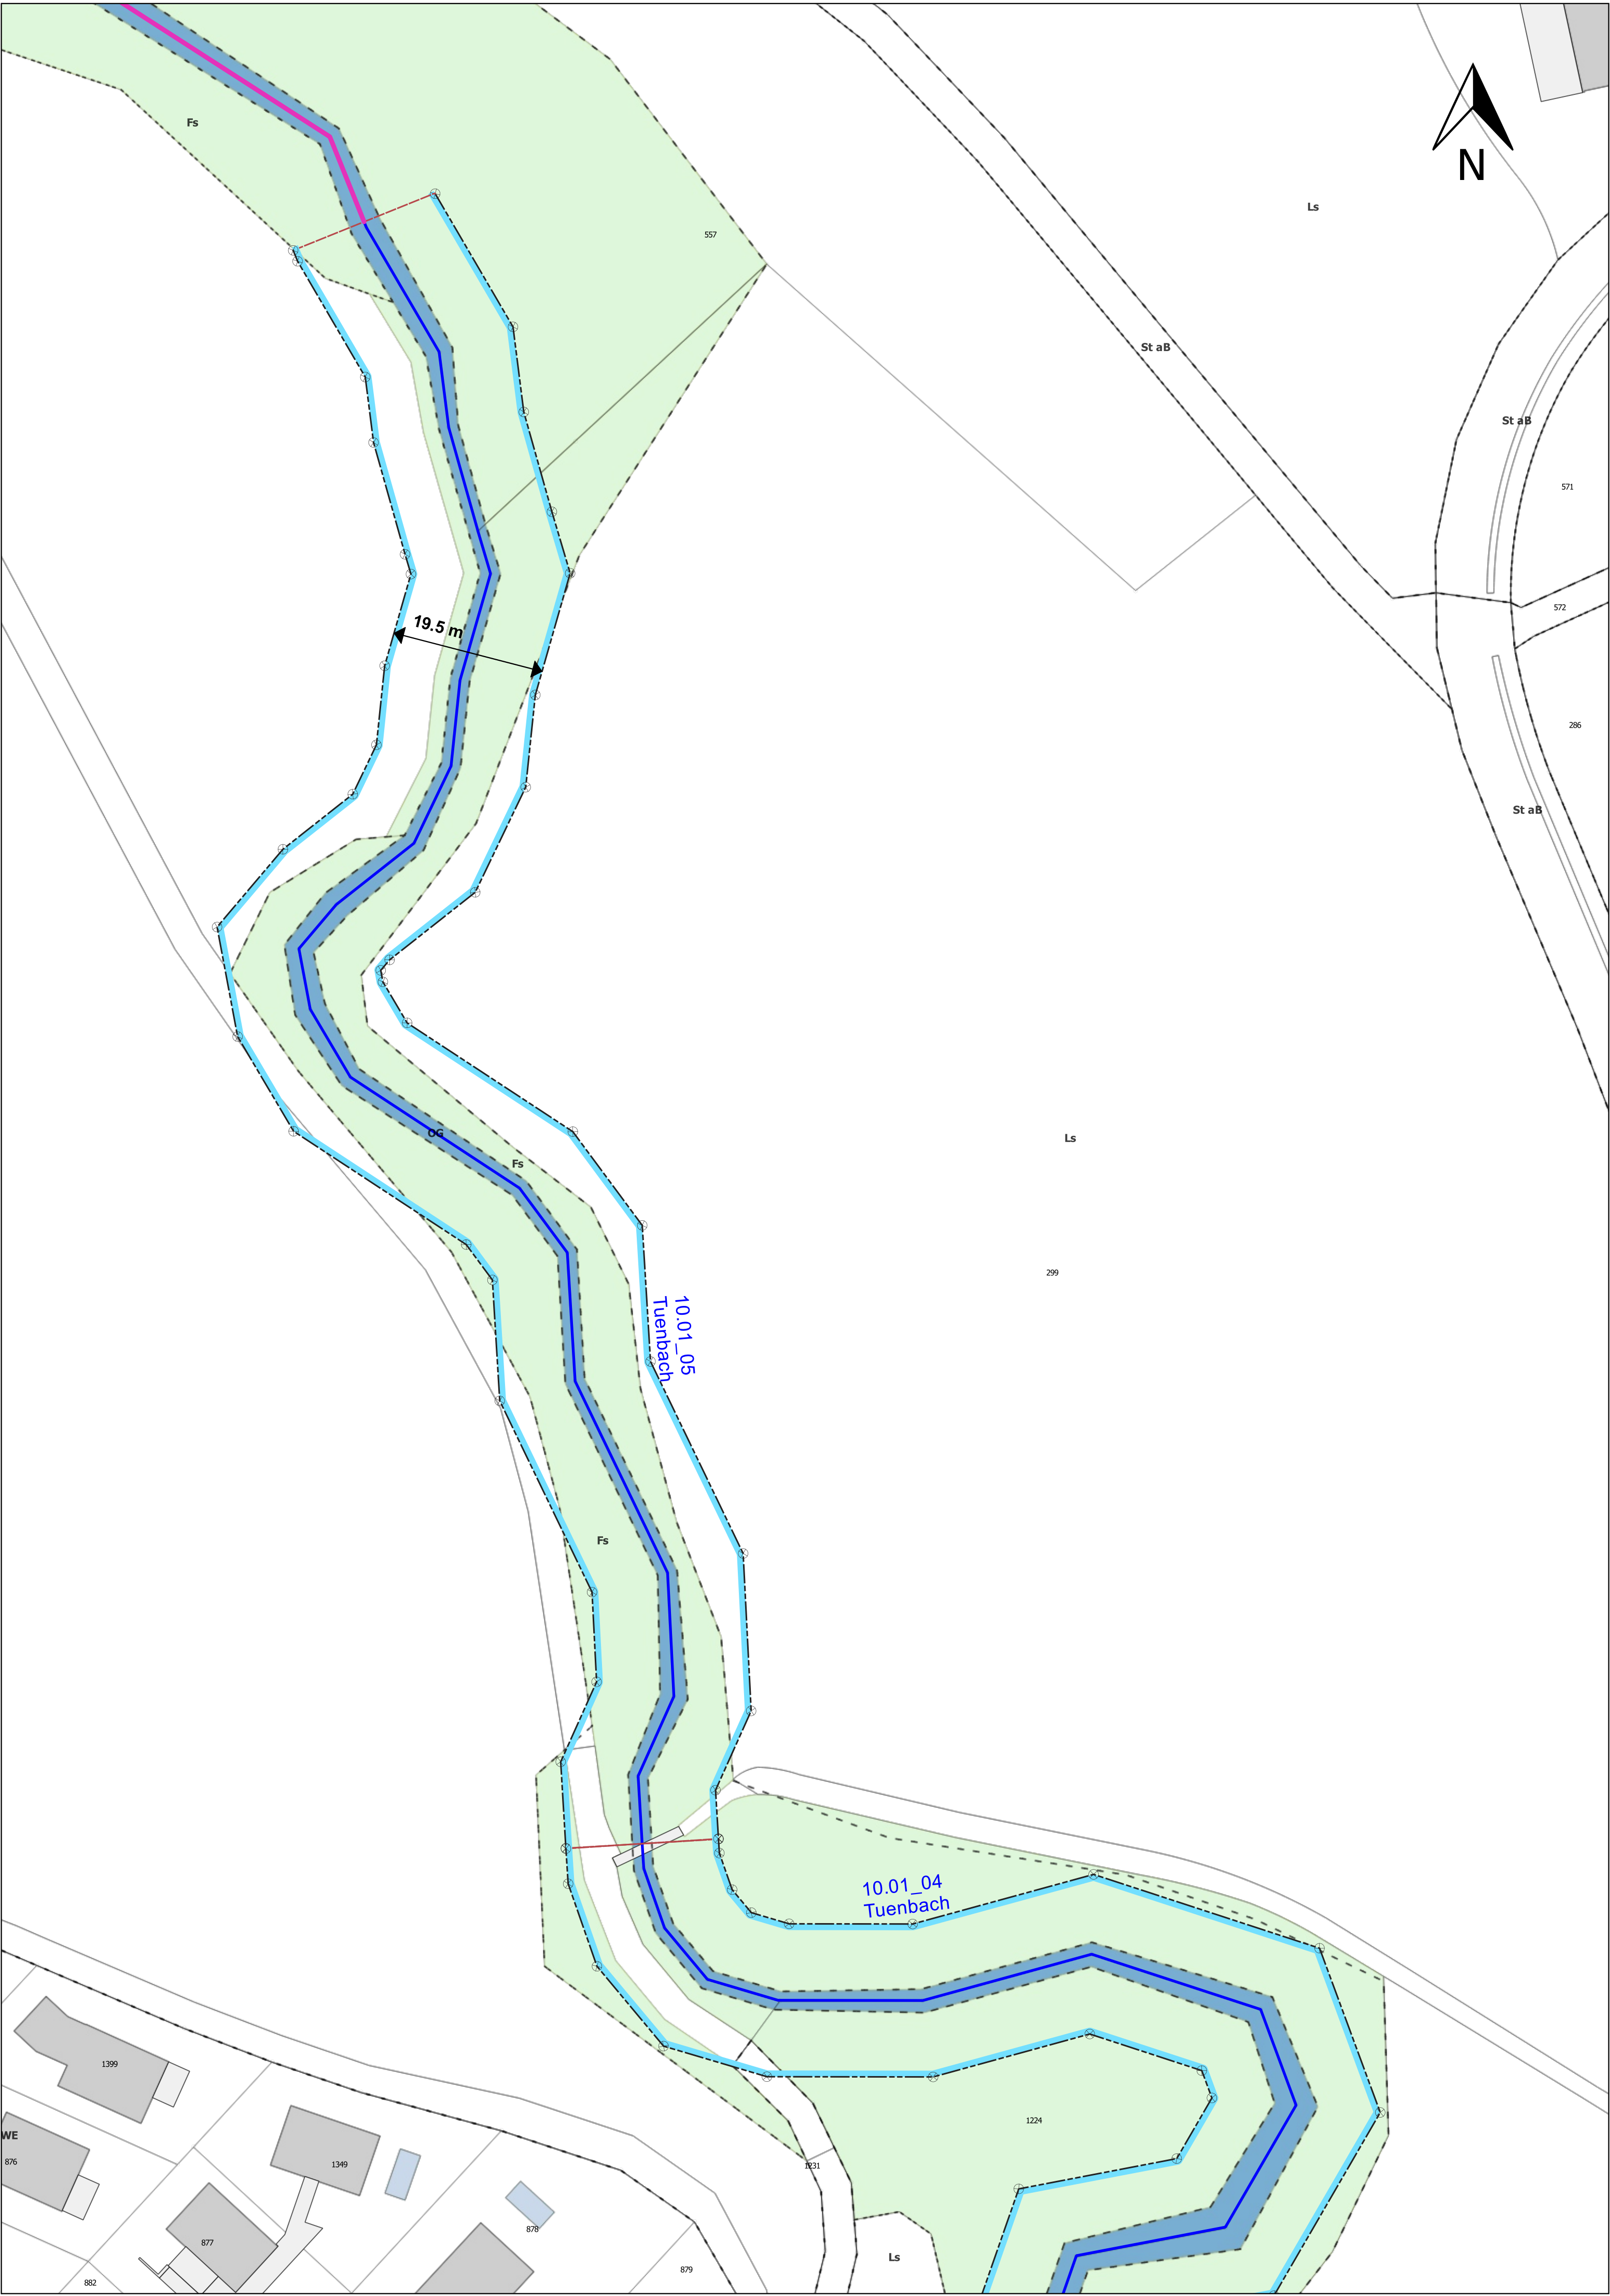 Fs
N
Ls
557
St aB
St aB
571
572
19.5 m
286
St aB
OG
Ls
Fs
299
10.01_05
Tuenbach
Fs
10.01_04
Tuenbach
1399
1224
WE
876
1349
1231
878
877
Ls
879
882